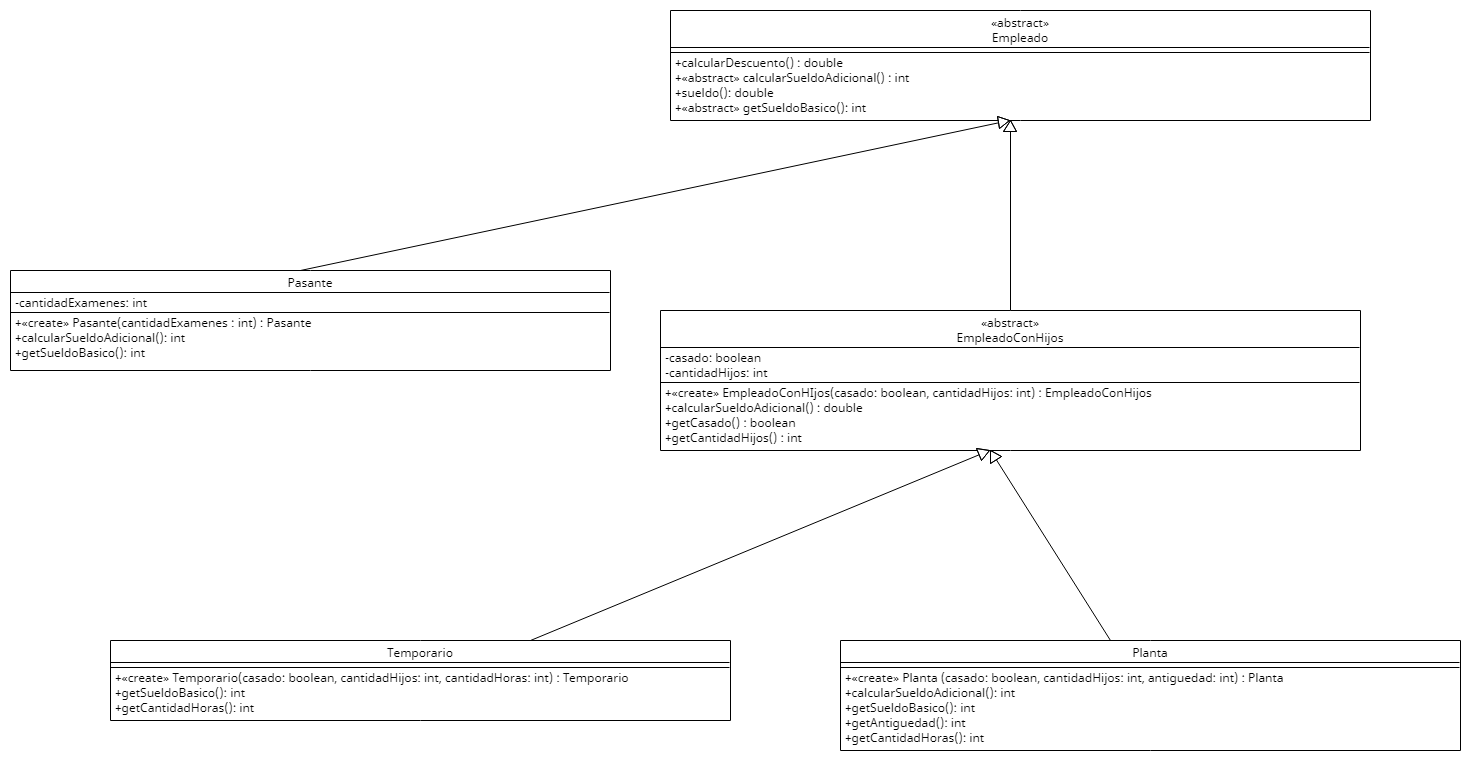 «abstract»
Empleado
+calcularDescuento() : double
+«abstract» calcularSueldoAdicional() : int
+sueldo(): double
+«abstract» getSueldoBasico(): int
Pasante
-cantidadExamenes: int
+«create» Pasante(cantidadExamenes : int) : Pasante
+calcularSueldoAdicional(): int
+getSueldoBasico(): int
«abstract»
EmpleadoConHijos
-casado: boolean
-cantidadHijos: int
+«create» EmpleadoConHIjos(casado: boolean, cantidadHijos: int) : EmpleadoConHijos
+calcularSueldoAdicional() : double
+getCasado() : boolean
+getCantidadHijos() : int
Temporario
+«create» Temporario(casado: boolean, cantidadHijos: int, cantidadHoras: int) : Temporario
+getSueldoBasico(): int
+getCantidadHoras(): int
Planta
+«create» Planta (casado: boolean, cantidadHijos: int, antiguedad: int) : Planta
+calcularSueldoAdicional(): int
+getSueldoBasico(): int
+getAntiguedad(): int
+getCantidadHoras(): int